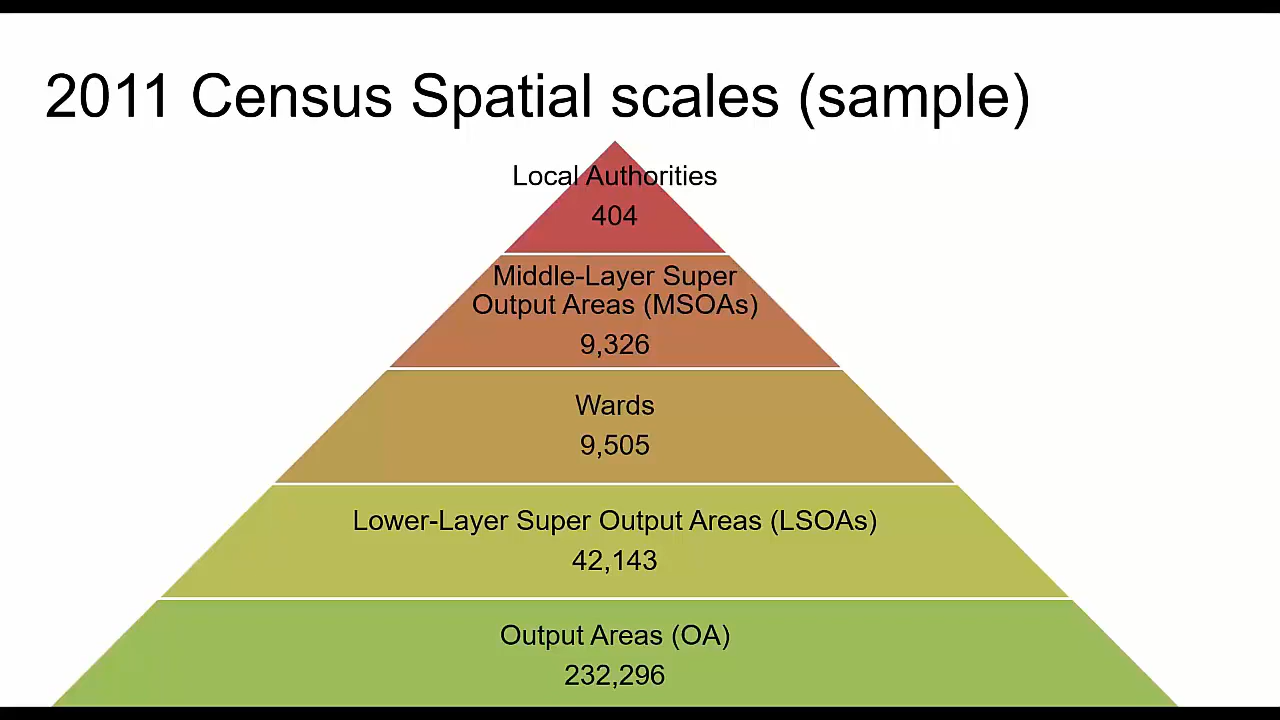 2011 Census Spatial scales (sample)
Local Authorities
404
Middle-Layer Super
Output Areas (MSOAs)
9,326
Wards
9,505
Lower-Layer Super Output Areas (LSOAs)
42,143
Output Areas (OA)
232,296